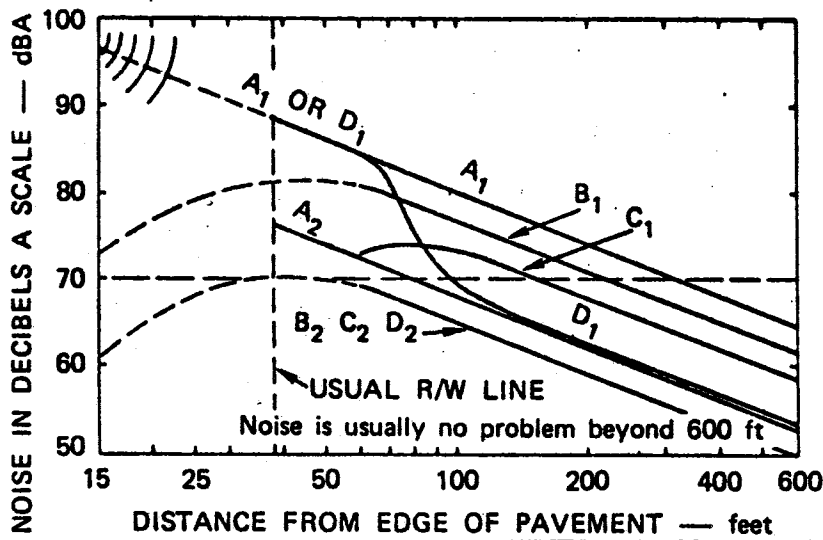 NOISE IN DECIBELS A SCALE — dBA
100
90
80
70
60
50
A1 OR D1
A1
B1
C1
A2
D1
B2 C2 D2
USUAL R/W LINE
Noise is usually no problem beyond 600 ft
15 25 50 100 200 400 600
DISTANCE FROM EDGE OF PAVEMENT — feet